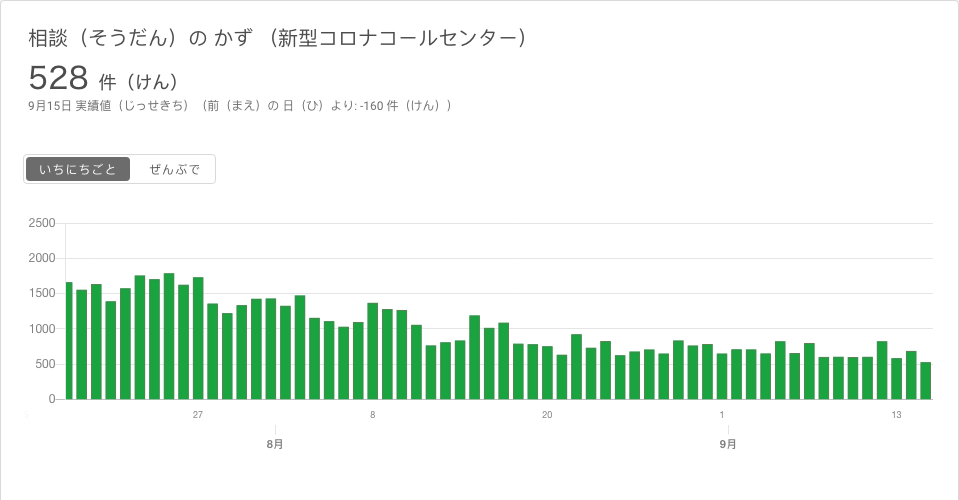 相談（そうだん）の かず （新型コロナコールセンター）
528 件（けん）
9月15日 実績値（じっせきち）（前（まえ）の 日（ひ）より: -160 件（けん））
いちにちごと ぜんぶで
2500
2000
1500
1000
500
0
27 8 20 1 13
8月 9月